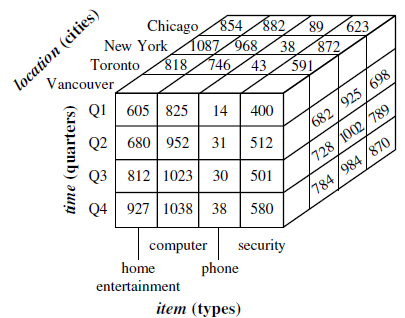 location (cities)
Chicago 854 882 89 623
New York 1087 968 38 872
Toronto 818 746 43 591
Vancouver
time (quarters)
Q1 605 825 14 400
Q2 680 952 31 512
Q3 812 1023 30 501
Q4 927 1038 38 580
682 925 698
728 1002 789
784 984 870
computer security
home phone
entertainment
item (types)